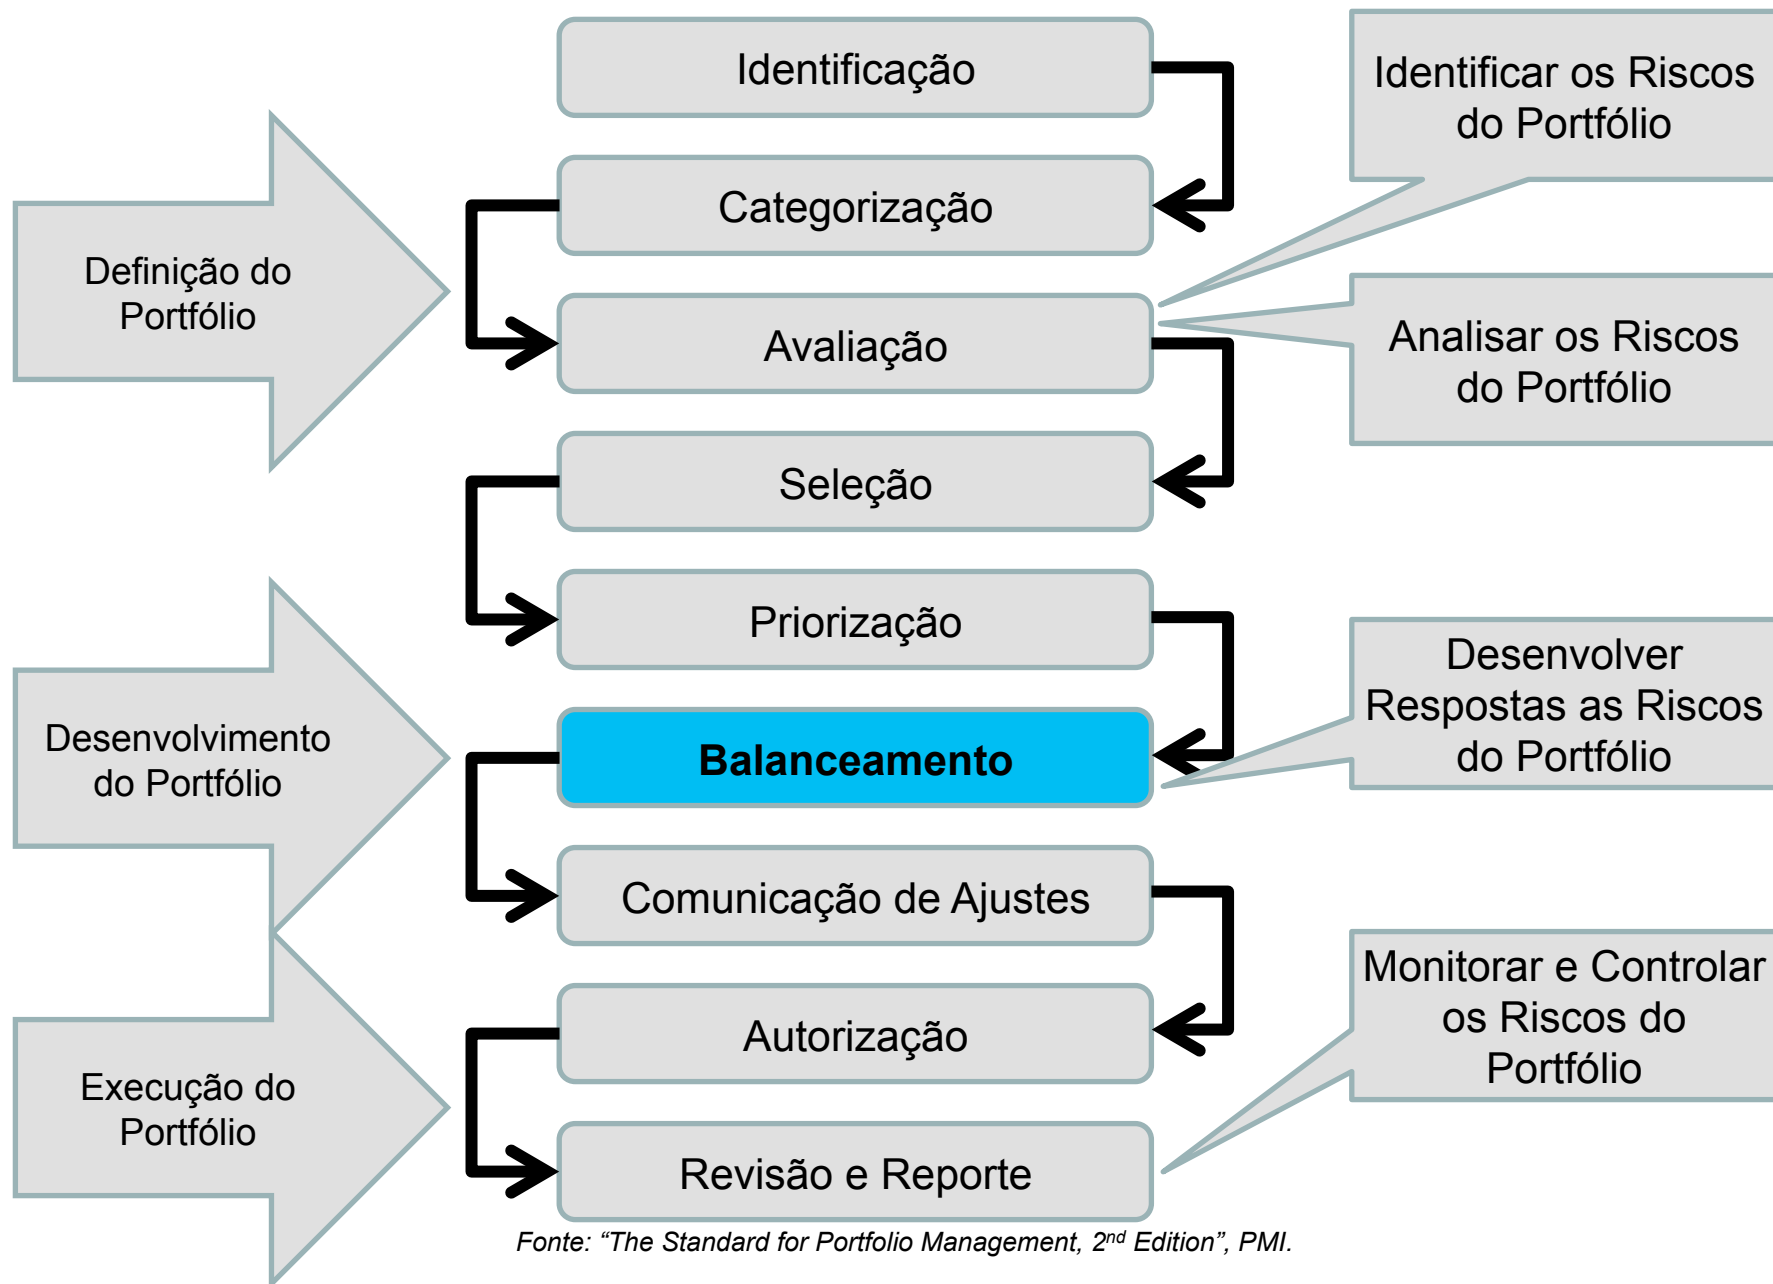 Definição do
Portfólio
Desenvolvimento
do Portfólio
Execução do
Portfólio
Identificação
Categorização
Avaliação
Seleção
Priorização
Balanceamento
Comunicação de Ajustes
Autorização
Revisão e Reporte
Identificar os Riscos
do Portfólio
Analisar os Riscos
do Portfólio
Desenvolver
Respostas as Riscos
do Portfólio
Monitorar e Controlar
os Riscos do
Portfólio
Fonte: “The Standard for Portfolio Management, 2nd Edition”, PMI.